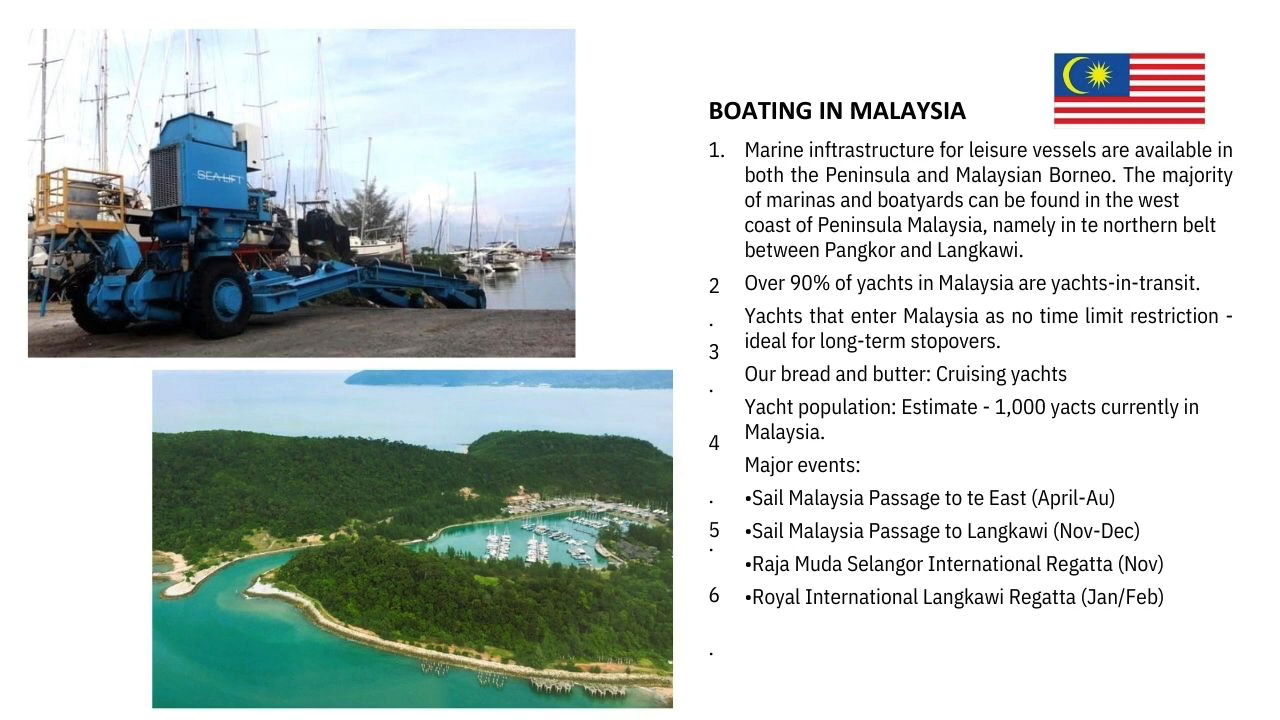 SEA-LIFT
BOATING IN MALAYSIA
1. Marine inftrastructure for leisure vessels are available in
both the Peninsula and Malaysian Borneo. The majority
of marinas and boatyards can be found in the west
coast of Peninsula Malaysia, namely in te northern belt
between Pangkor and Langkawi.
2 Over 90% of yachts in Malaysia are yachts-in-transit.
. Yachts that enter Malaysia as no time limit restriction -
3 ideal for long-term stopovers.
. Our bread and butter: Cruising yachts
Yacht population: Estimate - 1,000 yacts currently in
4 Malaysia.
Major events:
. •Sail Malaysia Passage to te East (April-Au)
5 •Sail Malaysia Passage to Langkawi (Nov-Dec)
. •Raja Muda Selangor International Regatta (Nov)
6 •Royal International Langkawi Regatta (Jan/Feb)
.